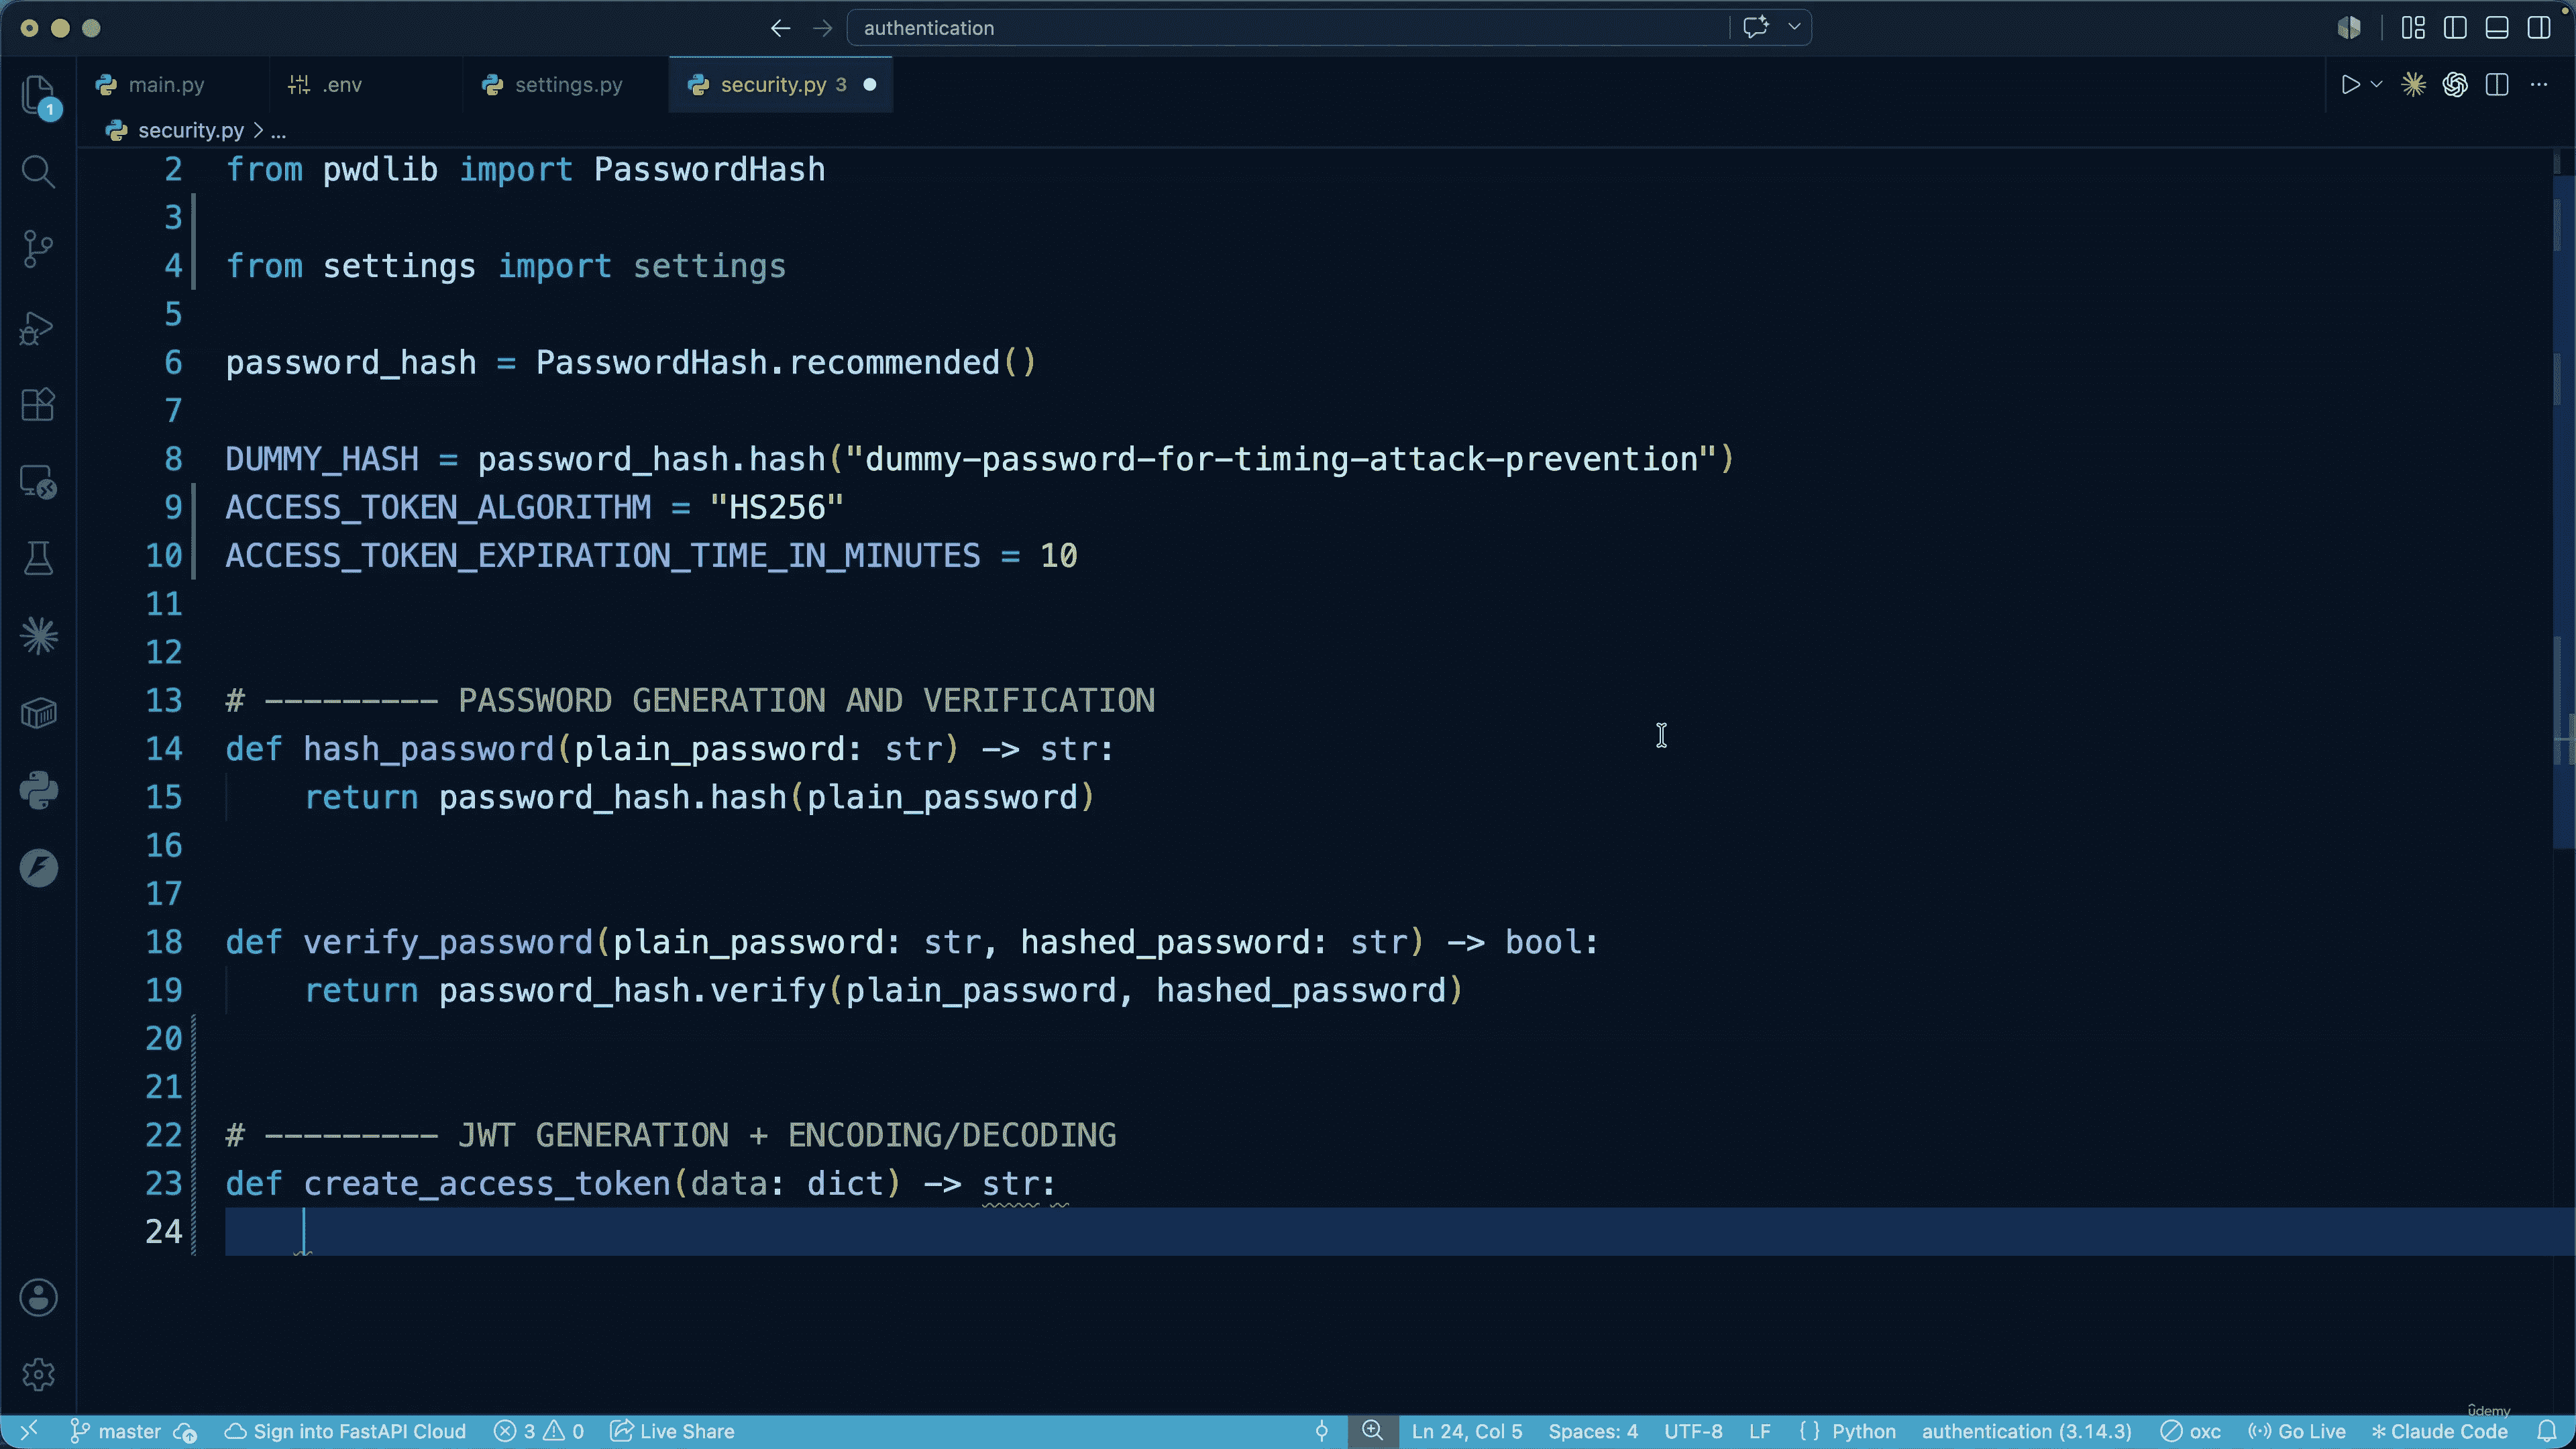 authentication
main.py
.env
settings.py
security.py 3
1
security.py > ...
2 from pwdlib import PasswordHash
3
4 from settings import settings
5
6 password_hash = PasswordHash.recommended()
7
8 DUMMY_HASH = password_hash.hash("dummy-password-for-timing-attack-prevention")
9 ACCESS_TOKEN_ALGORITHM = "HS256"
10 ACCESS_TOKEN_EXPIRATION_TIME_IN_MINUTES = 10
11
12
13 # --------- PASSWORD GENERATION AND VERIFICATION
14 def hash_password(plain_password: str) -> str:
15     return password_hash.hash(plain_password)
16
17
18 def verify_password(plain_password: str, hashed_password: str) -> bool:
19     return password_hash.verify(plain_password, hashed_password)
20
21
22 # --------- JWT GENERATION + ENCODING/DECODING
23 def create_access_token(data: dict) -> str:
24
udemy
master Sign into FastAPI Cloud 3 0 Live Share Ln 24, Col 5 Spaces: 4 UTF-8 LF { } Python authentication (3.14.3) oxc Go Live Claude Code